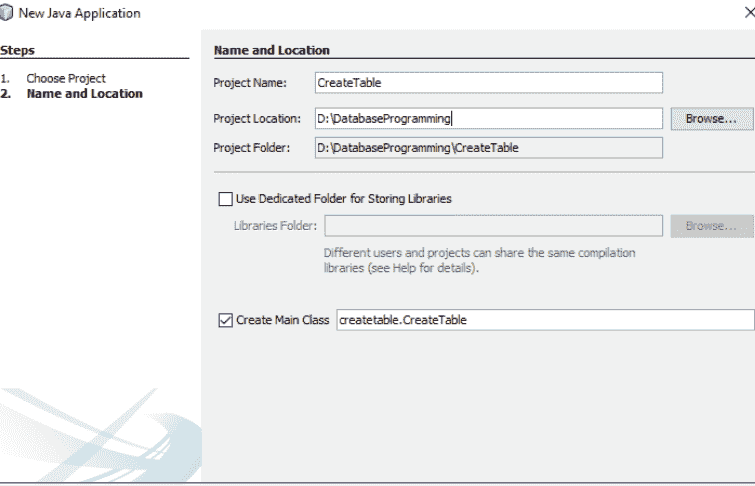 New Java Application
Steps
1. Choose Project
2. Name and Location
Name and Location
Project Name: CreateTable
Project Location: D:\DatabaseProgramming Browse...
Project Folder: D:\DatabaseProgramming\CreateTable
Use Dedicated Folder for Storing Libraries
Libraries Folder: Browse...
Different users and projects can share the same compilation
libraries (see Help for details).
Create Main Class createtable.CreateTable